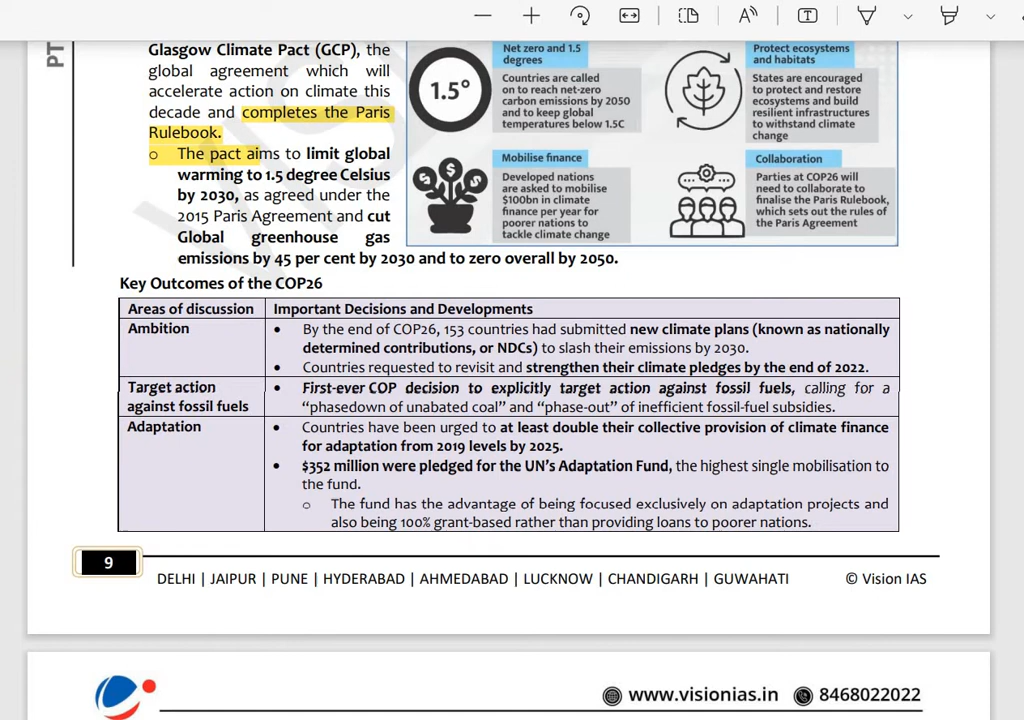 PT
Glasgow Climate Pact (GCP), the
global agreement which will
accelerate action on climate this
decade and completes the Paris
Rulebook.
o The pact aims to limit global
warming to 1.5 degree Celsius
by 2030, as agreed under the
2015 Paris Agreement and cut
Global greenhouse gas
emissions by 45 per cent by 2030 and to zero overall by 2050.
1.5°
Net zero and 1.5
degrees
Countries are called
on to reach net-zero
carbon emissions by 2050
and to keep global
temperatures below 1.5C
Protect ecosystems
and habitats
States are encouraged
to protect and restore
ecosystems and build
resilient infrastructures
to withstand climate
change
Mobilise finance
Developed nations
are asked to mobilise
$100bn in climate
finance per year for
poorer nations to
tackle climate change
Collaboration
Parties at COP26 will
need to collaborate to
finalise the Paris Rulebook,
which sets out the rules of
the Paris Agreement
Key Outcomes of the COP26
Areas of discussion Important Decisions and Developments
Ambition
• By the end of COP26, 153 countries had submitted new climate plans (known as nationally
determined contributions, or NDCs) to slash their emissions by 2030.
• Countries requested to revisit and strengthen their climate pledges by the end of 2022.
Target action
against fossil fuels
• First-ever COP decision to explicitly target action against fossil fuels, calling for a
“phasedown of unabated coal” and “phase-out” of inefficient fossil-fuel subsidies.
Adaptation
• Countries have been urged to at least double their collective provision of climate finance
for adaptation from 2019 levels by 2025.
• $352 million were pledged for the UN’s Adaptation Fund, the highest single mobilisation to
the fund.
o The fund has the advantage of being focused exclusively on adaptation projects and
also being 100% grant-based rather than providing loans to poorer nations.
9
DELHI | JAIPUR | PUNE | HYDERABAD | AHMEDABAD | LUCKNOW | CHANDIGARH | GUWAHATI © Vision IAS
www.visionias.in 8468022022